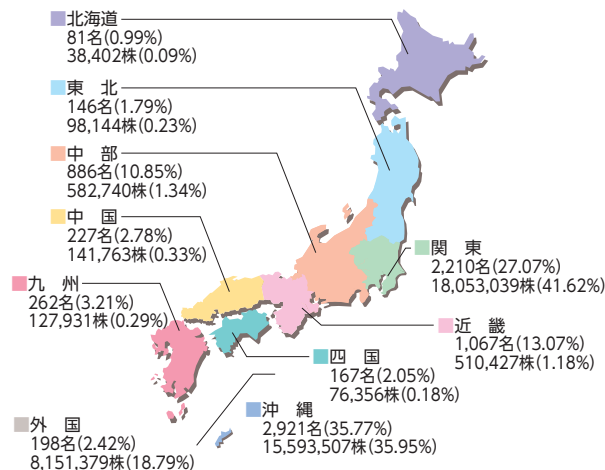 北海道
81名(0.99%)
38,402株(0.09%)
東 北
146名(1.79%)
98,144株(0.23%)
中 部
886名(10.85%)
582,740株(1.34%)
中 国
227名(2.78%)
141,763株(0.33%)
九 州
262名(3.21%)
127,931株(0.29%)
関 東
2,210名(27.07%)
18,053,039株(41.62%)
近 畿
1,067名(13.07%)
510,427株(1.18%)
四 国
167名(2.05%)
76,356株(0.18%)
沖 縄
2,921名(35.77%)
15,593,507株(35.95%)
外 国
198名(2.42%)
8,151,379株(18.79%)